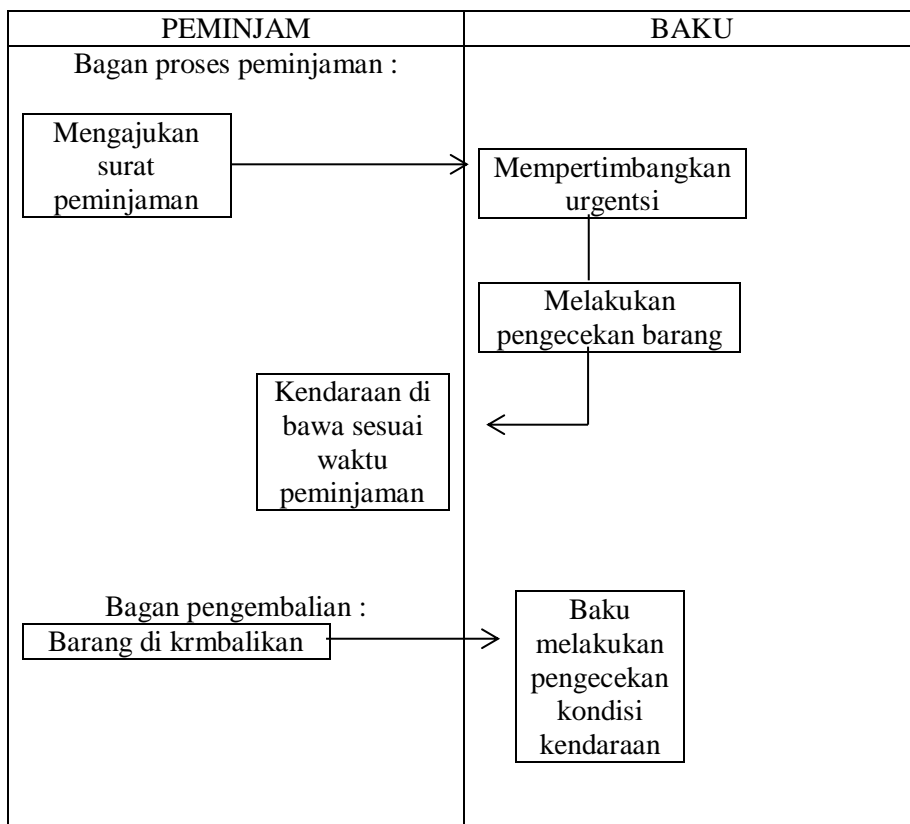 PEMINJAM
BAKU
Bagan proses peminjaman :
Mengajukan
surat
peminjaman
Mempertimbangkan
urgentsi
Melakukan
pengecekan barang
Kendaraan di
bawa sesuai
waktu
peminjaman
Bagan pengembalian :
Barang di krmbalikan
Baku
melakukan
pengecekan
kondisi
kendaraan